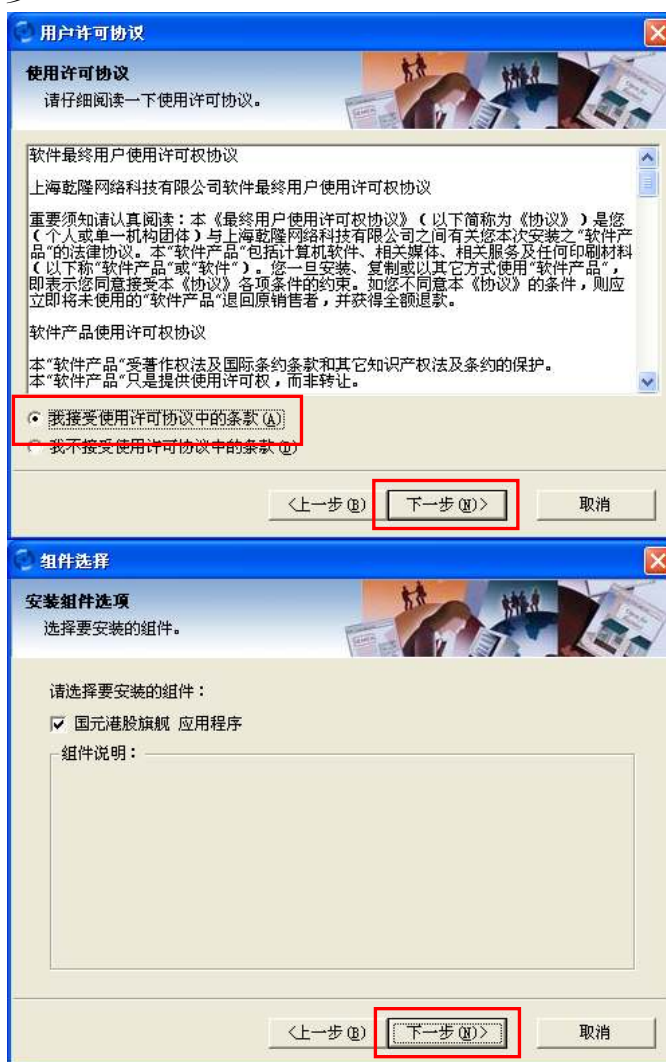 用户许可协议
使用许可协议
请仔细阅读一下使用许可协议。
软件最终用户使用许可权协议
上海乾隆网络科技有限公司软件最终用户使用许可权协议
重要须知请认真阅读：本《最终用户使用许可权协议》（以下简称为《协议》）是您
（个人或单一机构团体）与上海乾隆网络科技有限公司之间有关您本次安装之“软件产
品”的法律协议。本“软件产品”包括计算机软件、相关媒体、相关服务及任何印刷材料
（以下称“软件产品”或“软件”）。您一旦安装、复制或以其它方式使用“软件产品”，
即表示您同意接受本《协议》各项条件的约束。如您不同意本《协议》的条件，则应
立即将未使用的“软件产品”退回原销售者，并获得全额退款。
软件产品使用许可权协议
本“软件产品”受著作权法及国际条约条款和其它知识产权法及条约的保护。
本“软件产品”只是提供使用许可权，而非转让。
我接受使用许可协议中的条款(A)
我不接受使用许可协议中的条款(D)
<上一步(B) 下一步(N)> 取消
组件选择
安装组件选项
选择要安装的组件。
请选择要安装的组件：
国元港股旗舰 应用程序
组件说明：
<上一步(B) 下一步(N)> 取消